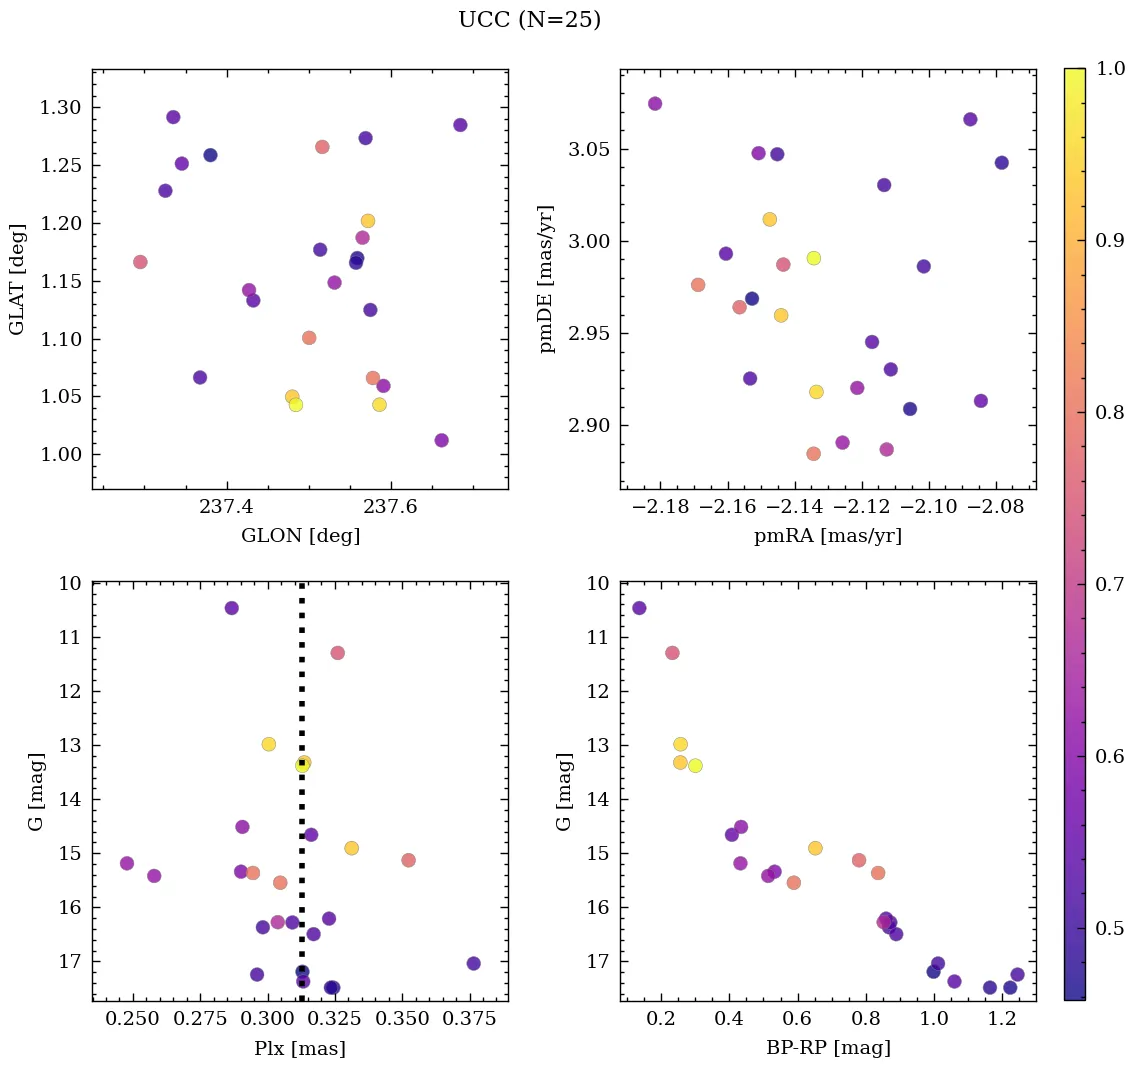 UCC (N=25)
1.30
1.25
1.20
1.15
1.10
1.05
1.00
GLAT [deg]
237.4 237.6
GLON [deg]
3.05
3.00
2.95
2.90
pmDE [mas/yr]
−2.18 −2.16 −2.14 −2.12 −2.10 −2.08
pmRA [mas/yr]
10
11
12
13
14
15
16
17
G [mag]
0.250 0.275 0.300 0.325 0.350 0.375
Plx [mas]
10
11
12
13
14
15
16
17
G [mag]
0.2 0.4 0.6 0.8 1.0 1.2
BP-RP [mag]
1.0
0.9
0.8
0.7
0.6
0.5